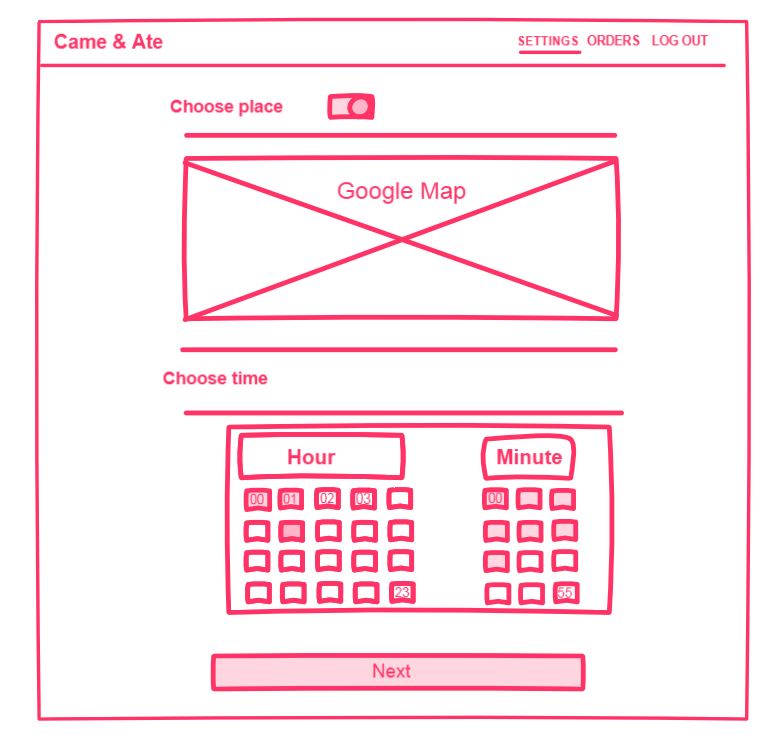 Came & Ate
SETTINGS ORDERS LOG OUT
Choose place
Google Map
Choose time
Hour Minute
00 01 02 03 00
23 55
Next